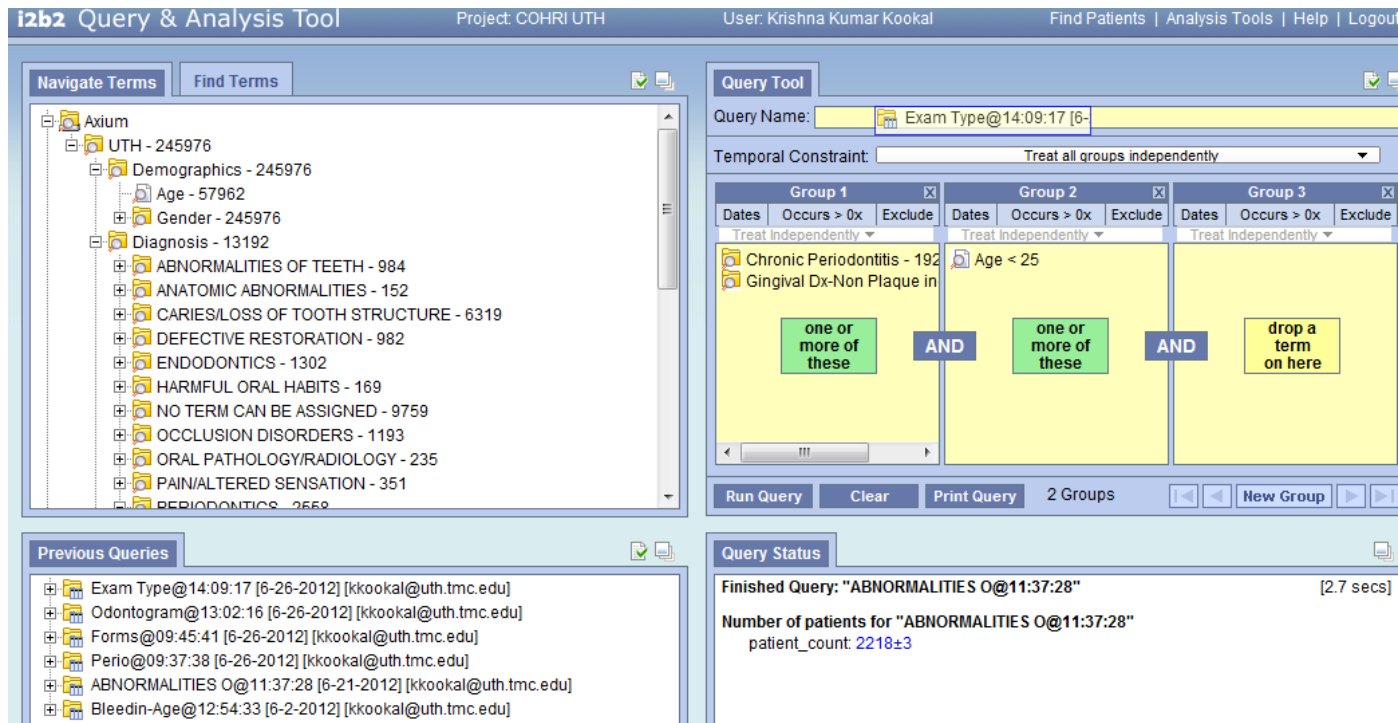 i2b2 Query & Analysis Tool
Project: COHRI UTH
User: Krishna Kumar Kookal
Find Patients | Analysis Tools | Help | Logout
Navigate Terms
Find Terms
Axium
UTH - 245976
Demographics - 245976
Age - 57962
Gender - 245976
Diagnosis - 13192
ABNORMALITIES OF TEETH - 984
ANATOMIC ABNORMALITIES - 152
CARIES/LOSS OF TOOTH STRUCTURE - 6319
DEFECTIVE RESTORATION - 982
ENDODONTICS - 1302
HARMFUL ORAL HABITS - 169
NO TERM CAN BE ASSIGNED - 9759
OCCLUSION DISORDERS - 1193
ORAL PATHOLOGY/RADIOLOGY - 235
PAIN/ALTERED SENSATION - 351
PERIODONTICS - 2558
Query Tool
Query Name:
Exam Type@14:09:17 [6-
Temporal Constraint:
Treat all groups independently
Group 1
Group 2
Group 3
Dates
Occurs > 0x
Exclude
Dates
Occurs > 0x
Exclude
Dates
Occurs > 0x
Exclude
Treat Independently
Treat Independently
Treat Independently
Chronic Periodontitis - 192
Gingival Dx-Non Plaque in
Age < 25
one or
more of
these
AND
one or
more of
these
AND
drop a
term
on here
Run Query
Clear
Print Query
2 Groups
New Group
Previous Queries
Exam Type@14:09:17 [6-26-2012] [kkookal@uth.tmc.edu]
Odontogram@13:02:16 [6-26-2012] [kkookal@uth.tmc.edu]
Forms@09:45:41 [6-26-2012] [kkookal@uth.tmc.edu]
Perio@09:37:38 [6-26-2012] [kkookal@uth.tmc.edu]
ABNORMALITIES O@11:37:28 [6-21-2012] [kkookal@uth.tmc.edu]
Bleedin-Age@12:54:33 [6-2-2012] [kkookal@uth.tmc.edu]
Query Status
Finished Query: "ABNORMALITIES O@11:37:28"
[2.7 secs]
Number of patients for "ABNORMALITIES O@11:37:28"
patient_count: 2218±3